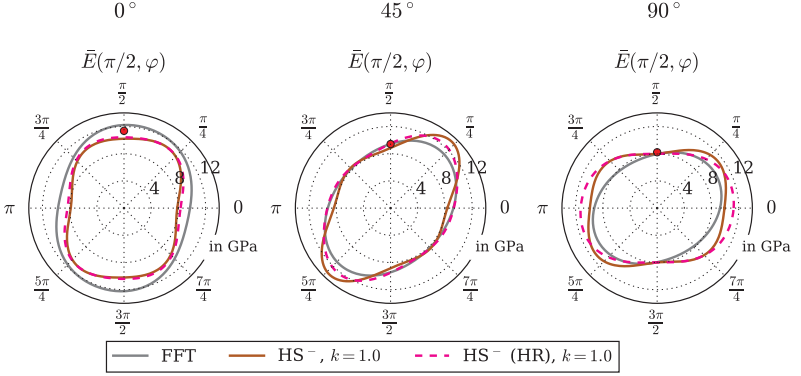 0° 45° 90°
Ē(π/2, φ) Ē(π/2, φ) Ē(π/2, φ)
π/2 π/2 π/2
3π/4 π/4 3π/4 π/4 3π/4 π/4
4 8 12 4 8 12 4 8 12
π 0 π 0 π 0
in GPa in GPa in GPa
5π/4 7π/4 5π/4 7π/4 5π/4 7π/4
3π/2 3π/2 3π/2
FFT HS⁻, k = 1.0 HS⁻ (HR), k = 1.0